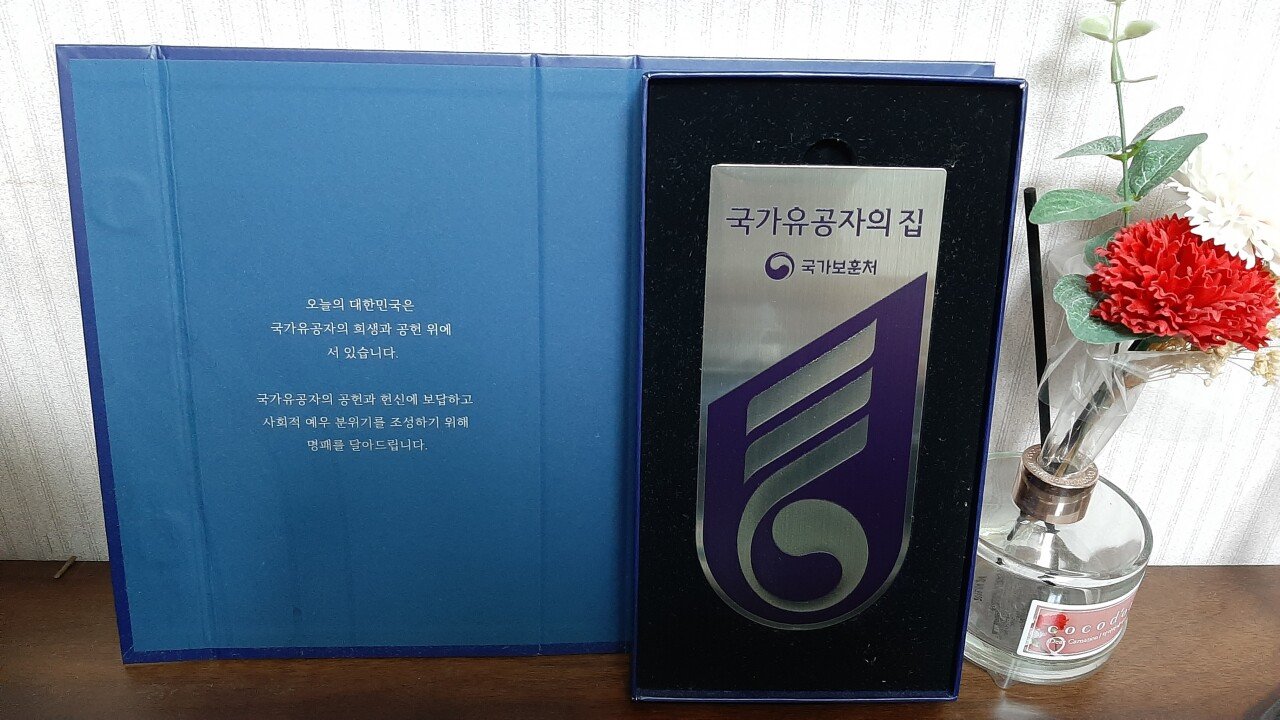 오늘의 대한민국은
국가유공자의 희생과 공헌 위에
서 있습니다.
국가유공자의 공헌과 헌신에 보답하고
사회적 예우 분위기를 조성하기 위해
명패를 달아드립니다.
국가유공자의 집
국가보훈처